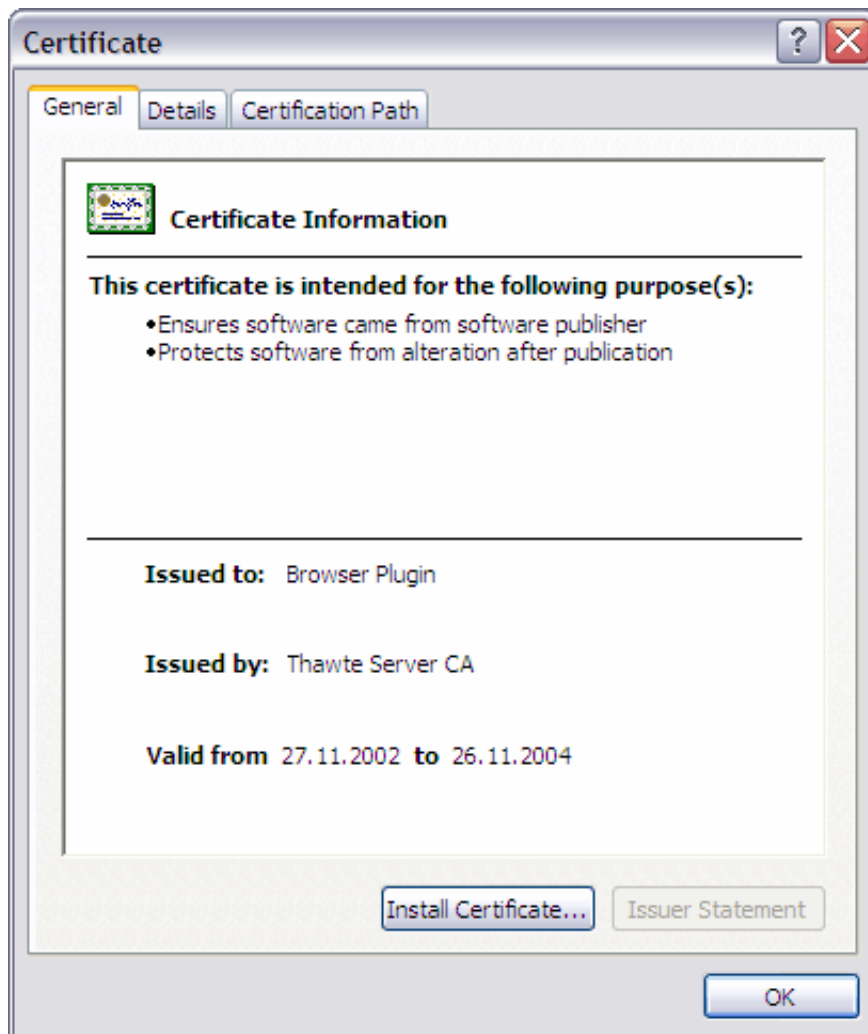 Certificate
General Details Certification Path
Certificate Information
This certificate is intended for the following purpose(s):
•Ensures software came from software publisher
•Protects software from alteration after publication
Issued to: Browser Plugin
Issued by: Thawte Server CA
Valid from 27.11.2002 to 26.11.2004
Install Certificate... Issuer Statement
OK